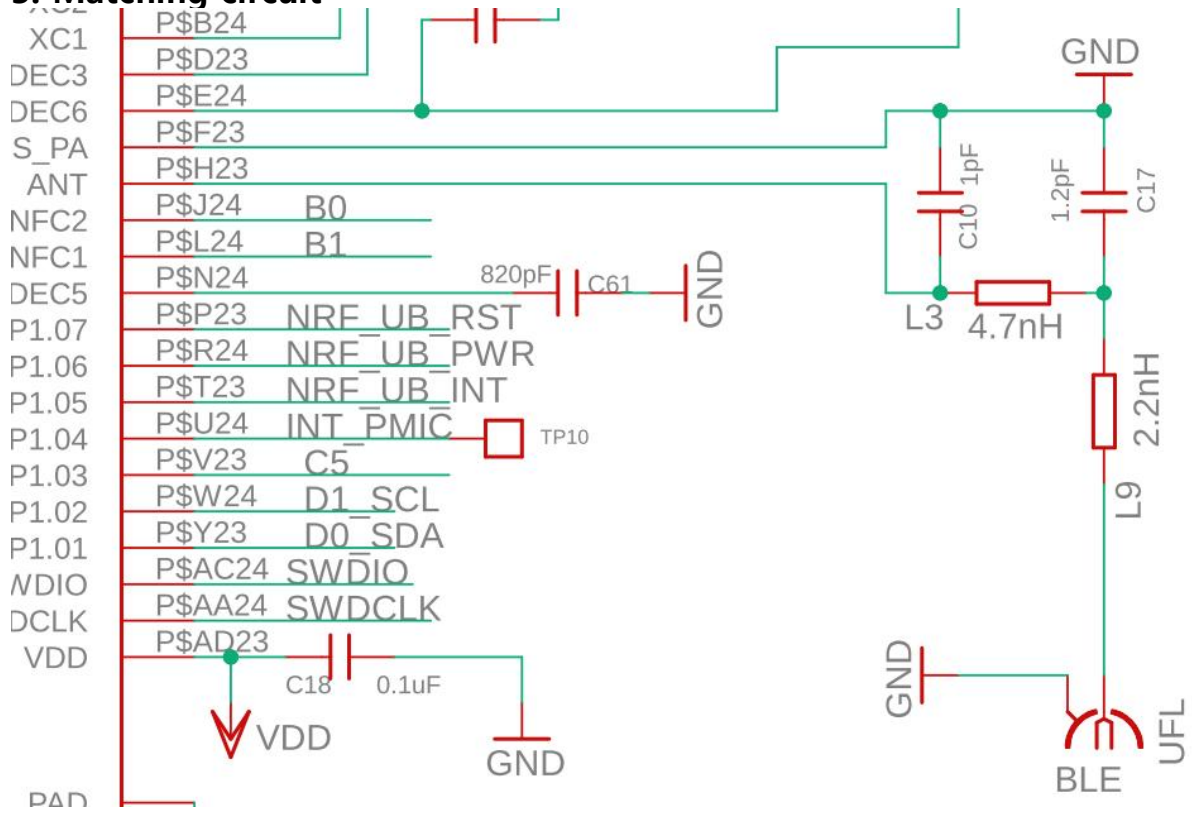 XC1 P$B24
DEC3 P$D23
DEC6 P$E24
S_PA P$F23
ANT P$H23
NFC2 P$J24 B0
NFC1 P$L24 B1
DEC5 P$N24 820pF C61 GND
P1.07 P$P23 NRF_UB_RST
P1.06 P$R24 NRF_UB_PWR
P1.05 P$T23 NRF_UB_INT
P1.04 P$U24 INT_PMIC TP10
P1.03 P$V23 C5
P1.02 P$W24 D1_SCL
P1.01 P$Y23 D0_SDA
WDIO P$AC24 SWDIO
DCLK P$AA24 SWDCLK
VDD P$AD23
C18 0.1uF
VDD
GND
PAD
GND
1pF
C10
1.2pF
C17
L3 4.7nH
2.2nH
L9
GND
UFL
BLE